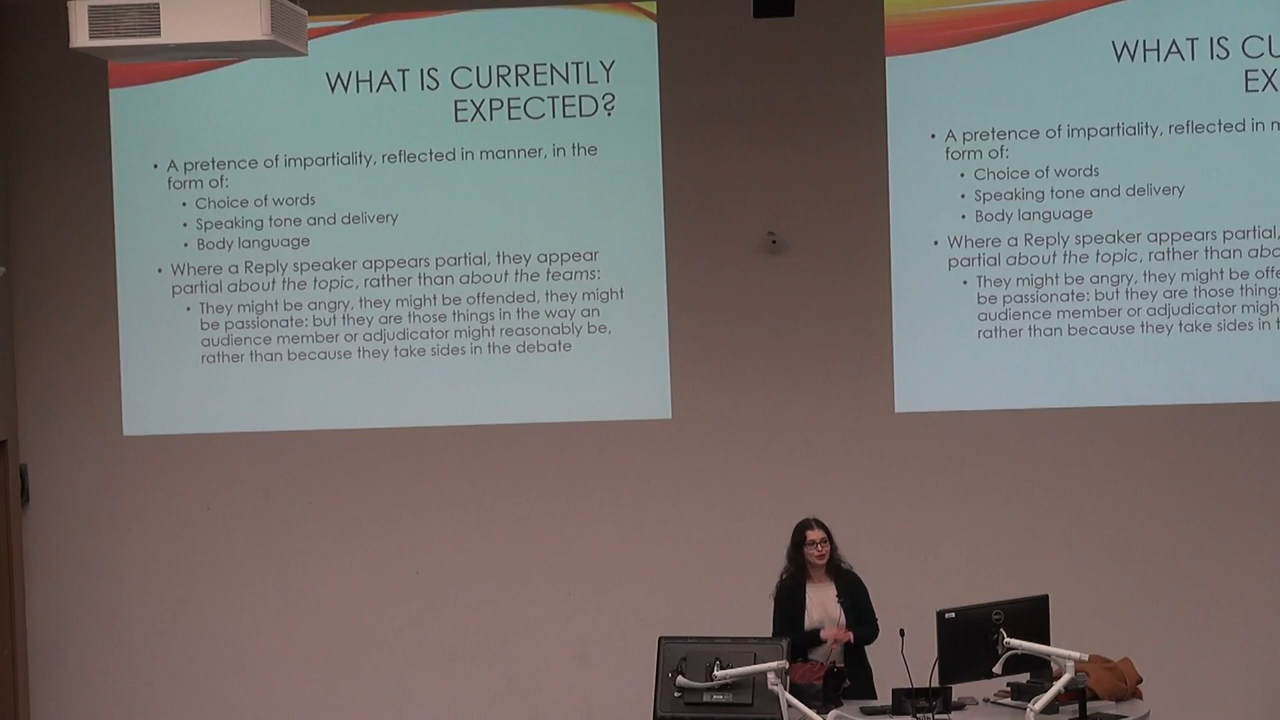 WHAT IS CURRENTLY
EXPECTED?
• A pretence of impartiality, reflected in manner, in the
form of:
• Choice of words
• Speaking tone and delivery
• Body language
• Where a Reply speaker appears partial, they appear
partial about the topic, rather than about the teams:
• They might be angry, they might be offended, they might
be passionate: but they are those things in the way an
audience member or adjudicator might reasonably be,
rather than because they take sides in the debate
WHAT IS CU
EX
• A pretence of impartiality, reflected in m
form of:
• Choice of words
• Speaking tone and delivery
• Body language
• Where a Reply speaker appears partial,
partial about the topic, rather than abo
• They might be angry, they might be offe
be passionate: but they are those things
audience member or adjudicator migh
rather than because they take sides in t
DELL